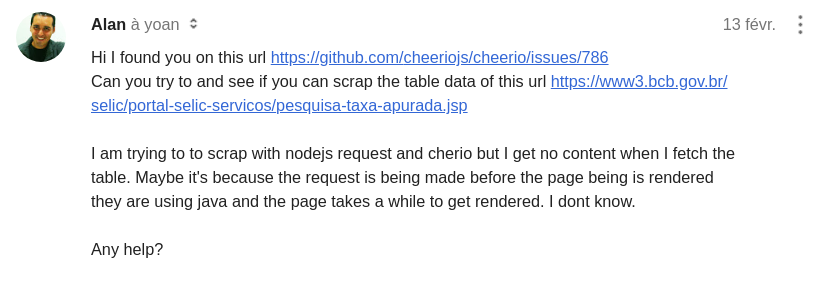 Alan à yoan 13 févr.
Hi I found you on this url https://github.com/cheeriojs/cheerio/issues/786
Can you try to and see if you can scrap the table data of this url https://www3.bcb.gov.br/
selic/portal-selic-servicos/pesquisa-taxa-apurada.jsp
I am trying to to scrap with nodejs request and cherio but I get no content when I fetch the
table. Maybe it's because the request is being made before the page being is rendered
they are using java and the page takes a while to get rendered. I dont know.
Any help?